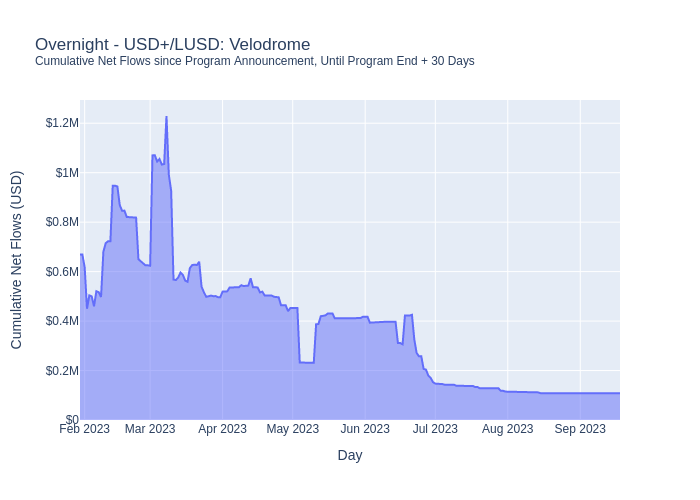 Overnight - USD+/LUSD: Velodrome
Cumulative Net Flows since Program Announcement, Until Program End + 30 Days
Cumulative Net Flows (USD)
$1.2M
$1M
$0.8M
$0.6M
$0.4M
$0.2M
$0
Feb 2023 Mar 2023 Apr 2023 May 2023 Jun 2023 Jul 2023 Aug 2023 Sep 2023
Day